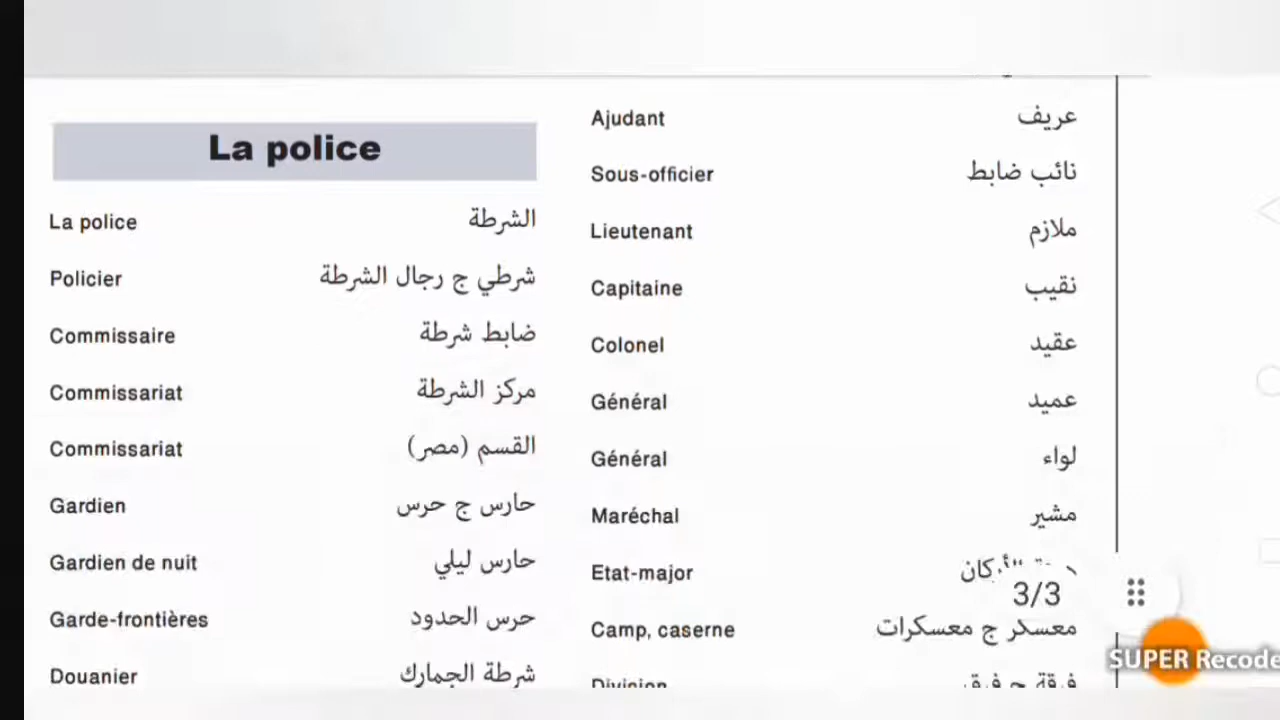 La police
La police الشرطة
Policier شرطي ج رجال الشرطة
Commissaire ضابط شرطة
Commissariat مركز الشرطة
Commissariat القسم (مصر)
Gardien حارس ج حرس
Gardien de nuit حارس ليلي
Garde-frontières حرس الحدود
Douanier شرطة الجمارك
Ajudant عريف
Sous-officier نائب ضابط
Lieutenant ملازم
Capitaine نقيب
Colonel عقيد
Général عميد
Général لواء
Maréchal مشير
Etat-major
Camp, caserne معسكر ج معسكرات
Division فرقة ج فرق
3/3
SUPER Recorde